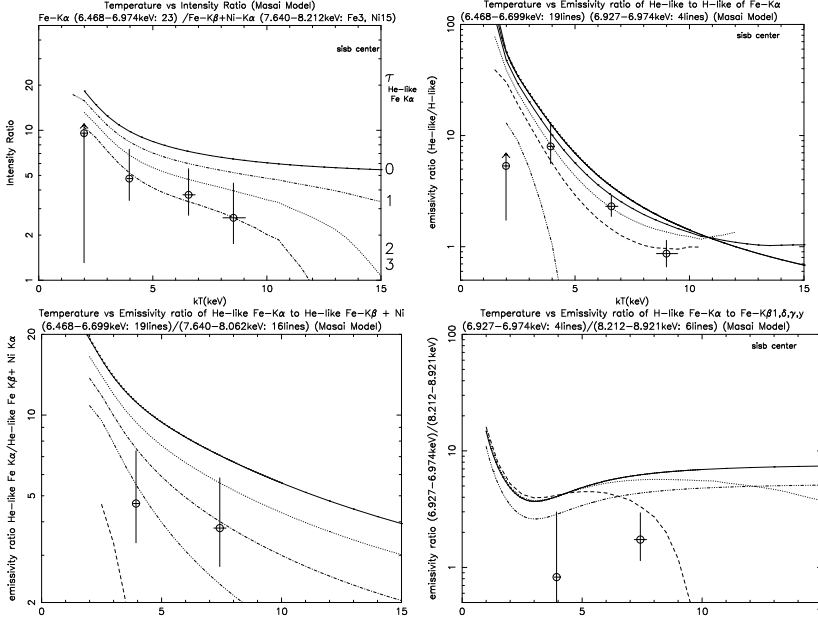 Temperature vs Intensity Ratio (Masai Model)
Fe−Kα (6.468−6.974keV: 23) /Fe−Kβ+Ni−Kα (7.640−8.212keV: Fe3, Ni15)
sisb center
τ
He−like
Fe Kα
0
1
2
3
Intensity Ratio
1
2
5
10
20
0
5
10
15
kT(keV)
Temperature vs Emissivity ratio of He−like to H−like of Fe−Kα
(6.468−6.699keV: 19lines) (6.927−6.974keV: 4lines) (Masai Model)
sisb center
emissivity ratio (He−like/H−like)
1
10
100
0
5
10
15
kT(keV)
Temperature vs Emissivity ratio of He−like Fe−Kα to He−like Fe−Kβ + Ni
(6.468−6.699keV: 19lines)/(7.640−8.062keV: 16lines) (Masai Model)
emissivity ratio He−like Fe Kα/He−like Fe Kβ+ Ni Kα
2
5
10
20
0
5
10
15
Temperature vs Emissivity ratio of H−like Fe−Kα to Fe−Kβ1,δ,γ,y
(6.927−6.974keV: 4lines)/(8.212−8.921keV: 6lines) (Masai Model)
sisb center
emissivity ratio (6.927−6.974keV)/(8.212−8.921keV)
1
10
100
0
5
10